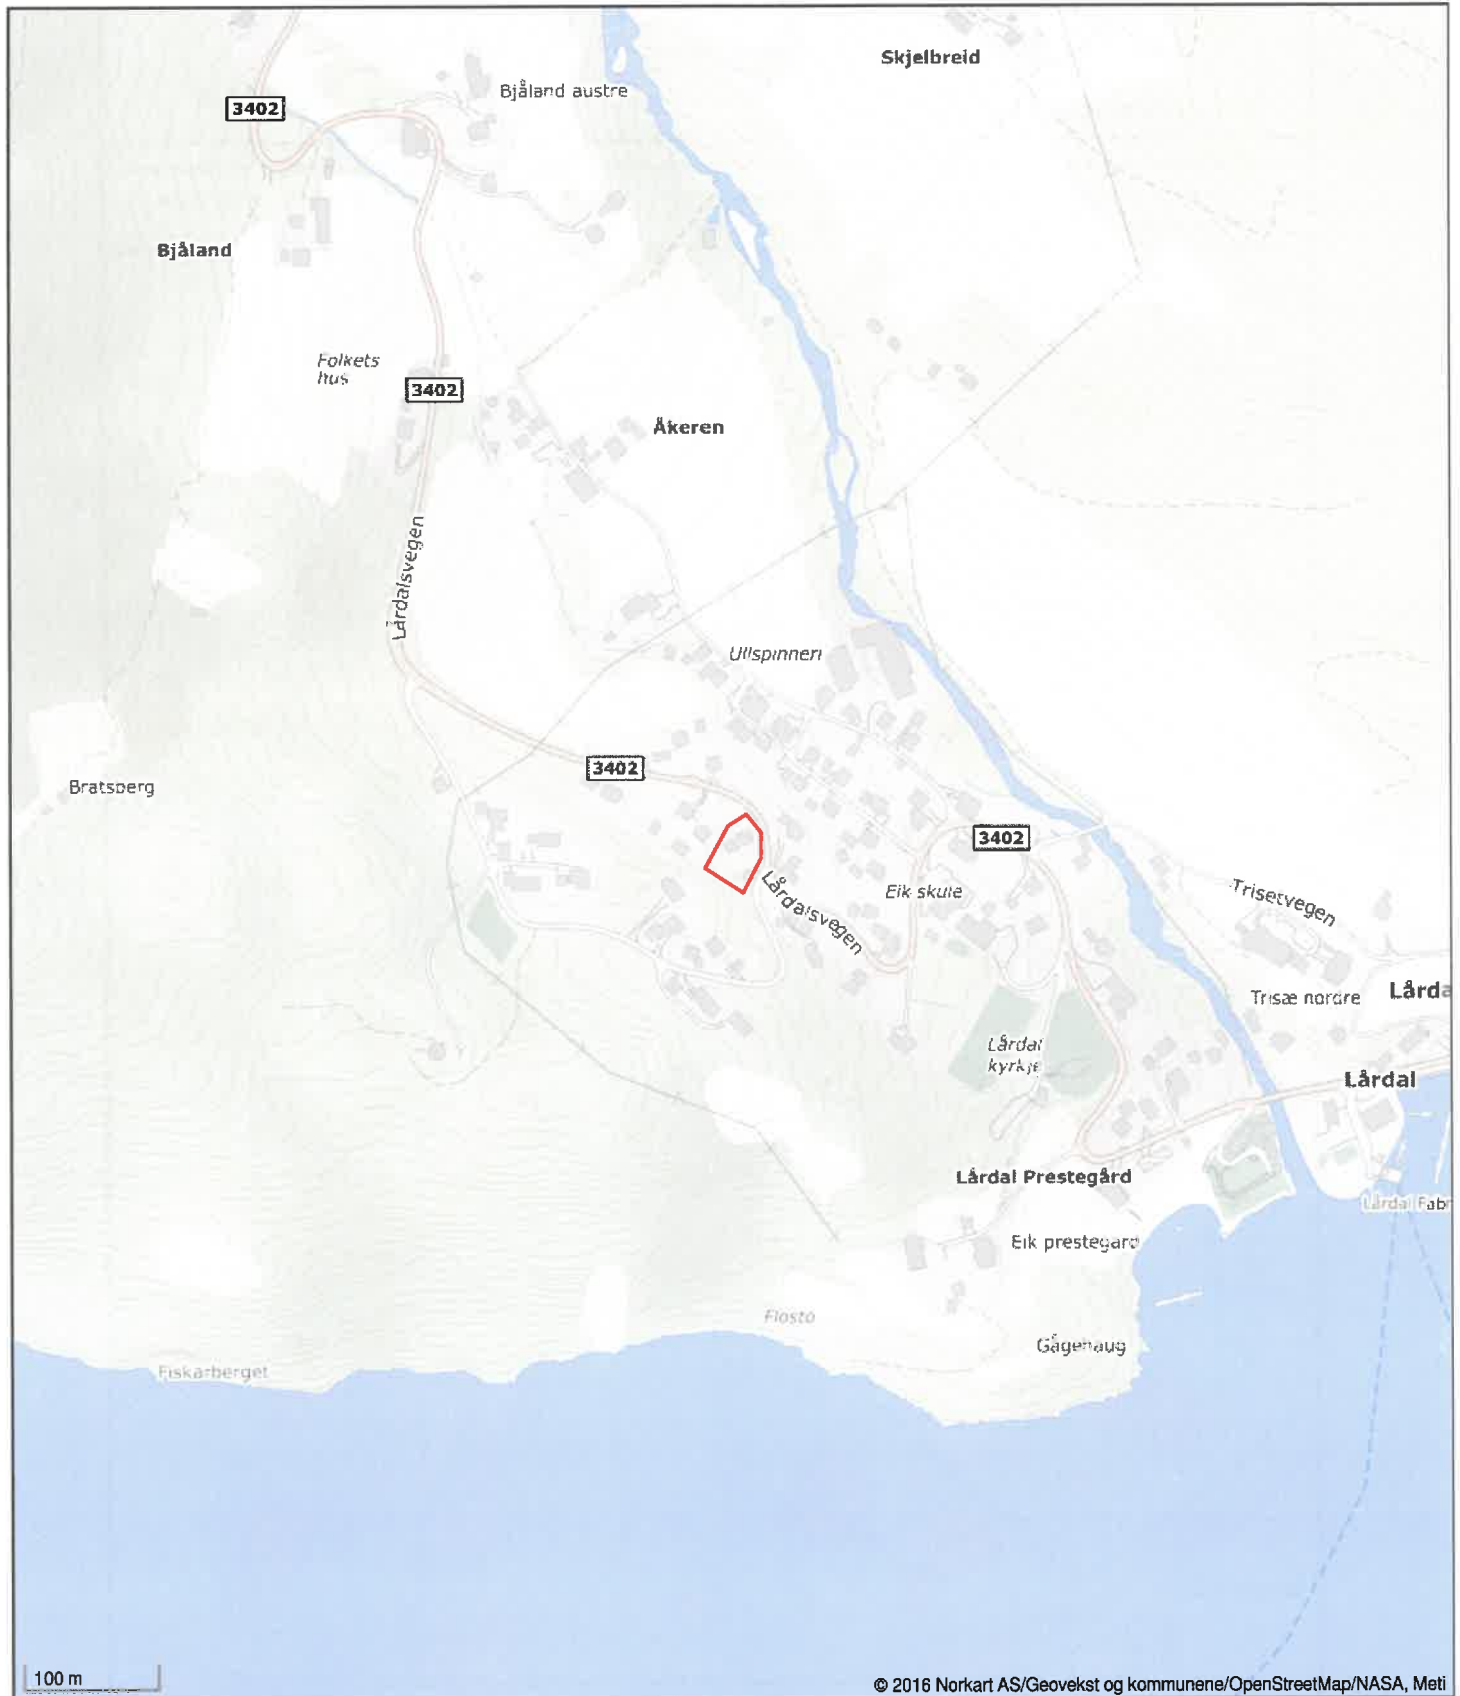 Skjelbreid
Bjåland austre
3402
Bjåland
Folkets
hus
3402
Åkeren
Lårdalsvegen
Ullspinneri
3402
Bratsberg
3402
Eik skule
Lårdalsvegen
Trisetvegen
Trisæ nordre
Lårda
Lårdal
kyrkje
Lårdal
Lårdal Prestegård
Lårdal Fabr
Eik prestegard
Flosto
Gågehaug
Fiskarberget
100 m
© 2016 Norkart AS/Geovekst og kommunene/OpenStreetMap/NASA, Meti